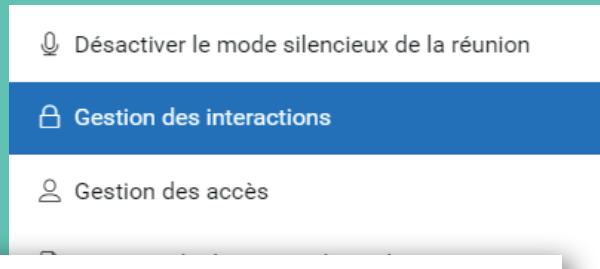 Désactiver le mode silencieux de la réunion
Gestion des interactions
Gestion des accès